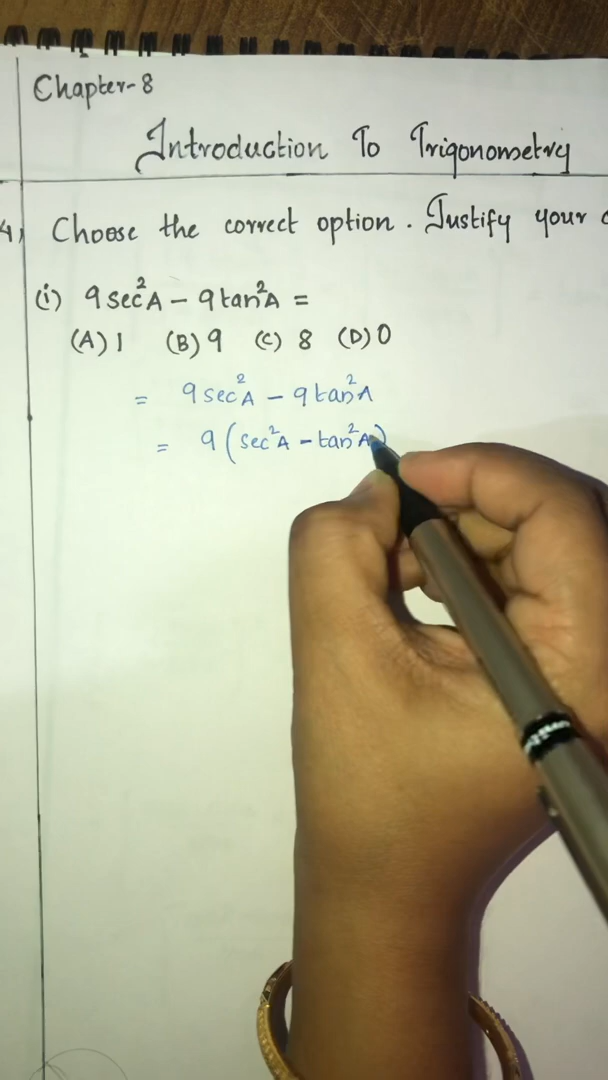 Chapter-8
Introduction To Trigonometry
4) Choose the correct option. Justify your
(i) 9 sec²A - 9 tan²A =
(A) 1 (B) 9 (C) 8 (D) 0
= 9 sec²A - 9 tan²A
= 9 (sec²A - tan²A)